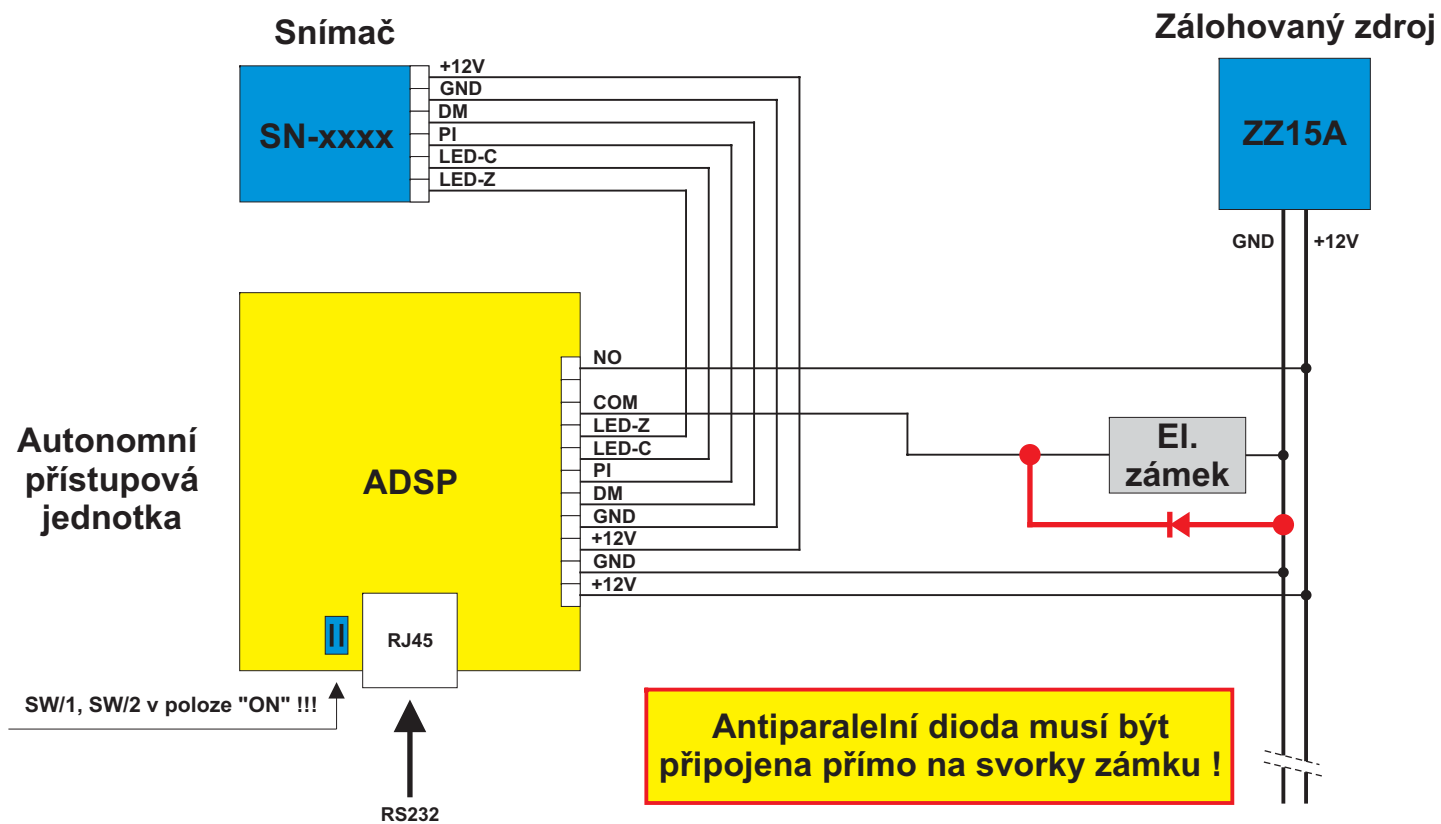 Snímač
SN-xxxx
+12V
GND
DM
PI
LED-C
LED-Z
Zálohovaný zdroj
ZZ15A
GND
+12V
Autonomní
přístupová
jednotka
ADSP
NO
COM
LED-Z
LED-C
PI
DM
GND
+12V
GND
+12V
El.
zámek
RJ45
SW/1, SW/2 v poloze "ON" !!!
RS232
Antiparalelní dioda musí být
připojena přímo na svorky zámku !